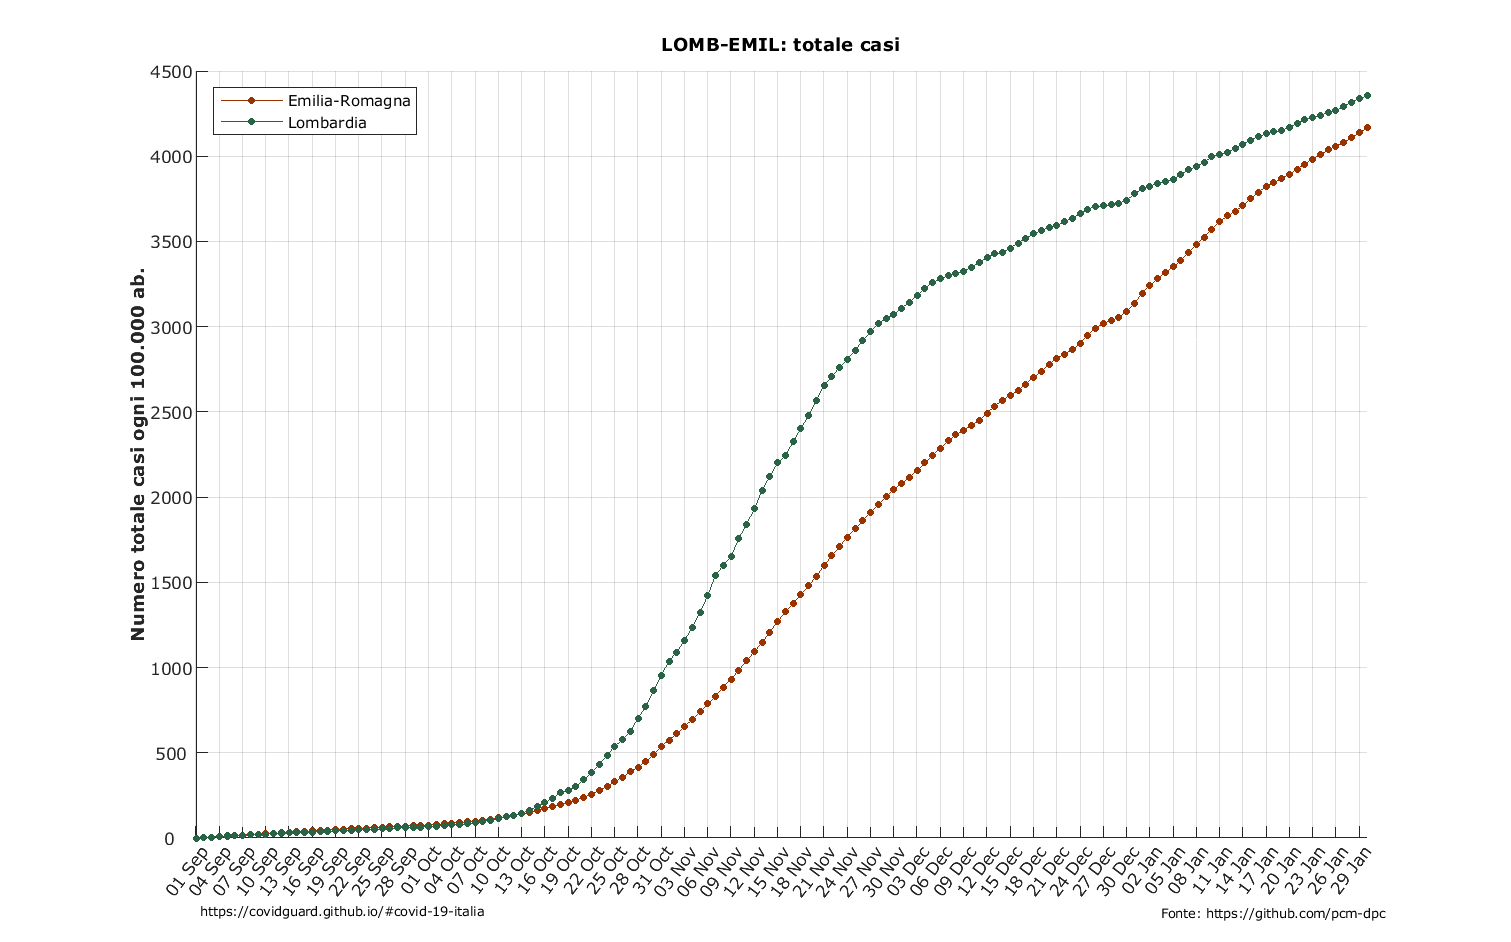 LOMB-EMIL: totale casi
Emilia-Romagna
Lombardia
Numero totale casi ogni 100.000 ab.
4500
4000
3500
3000
2500
2000
1500
1000
500
0
01 Sep
04 Sep
07 Sep
10 Sep
13 Sep
16 Sep
19 Sep
22 Sep
25 Sep
28 Sep
01 Oct
04 Oct
07 Oct
10 Oct
13 Oct
16 Oct
19 Oct
22 Oct
25 Oct
28 Oct
31 Oct
03 Nov
06 Nov
09 Nov
12 Nov
15 Nov
18 Nov
21 Nov
24 Nov
27 Nov
30 Nov
03 Dec
06 Dec
09 Dec
12 Dec
15 Dec
18 Dec
21 Dec
24 Dec
27 Dec
30 Dec
02 Jan
05 Jan
08 Jan
11 Jan
14 Jan
17 Jan
20 Jan
23 Jan
26 Jan
29 Jan
https://covidguard.github.io/#covid-19-italia
Fonte: https://github.com/pcm-dpc